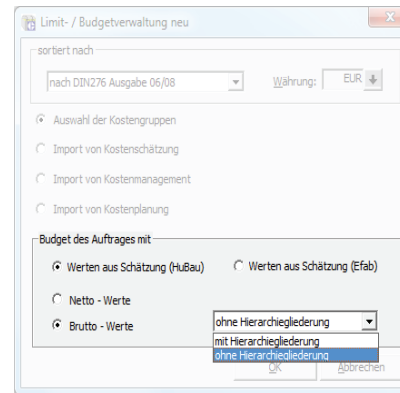 Limit- / Budgetverwaltung neu
sortiert nach
nach DIN276 Ausgabe 06/08 Währung: EUR
Auswahl der Kostengruppen
Import von Kostenschätzung
Import von Kostenmanagement
Import von Kostenplanung
Budget des Auftrages mit
Werten aus Schätzung (HuBau) Werten aus Schätzung (Efab)
Netto - Werte
Brutto - Werte ohne Hierarchiegliederung
mit Hierarchiegliederung
ohne Hierarchiegliederung
OK Abbrechen